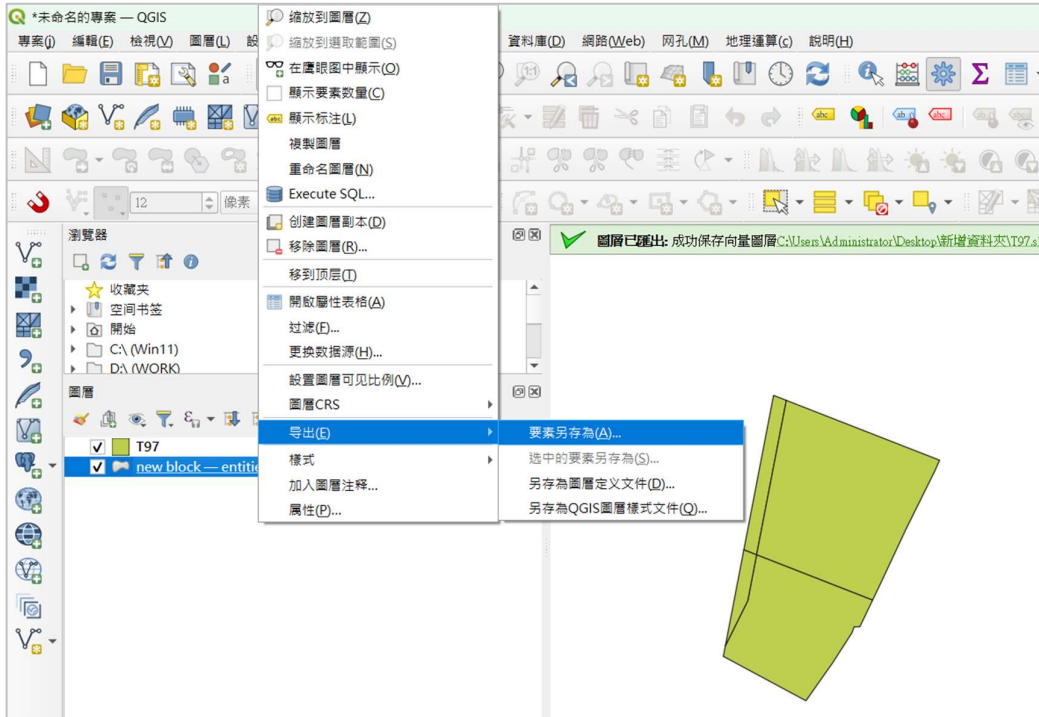 *未命名的專案 — QGIS
專案(j) 編輯(E) 檢視(V) 圖層(L) 設
資料庫(D) 網路(Web) 网孔(M) 地理運算(c) 說明(H)
缩放到圖層(Z)
缩放到選取範圍(S)
在鷹眼图中顯示(O)
顯示要素数量(C)
顯示标注(L)
複製圖層
重命名圖層(N)
Execute SQL...
创建圖層副本(D)
移除圖層(R)...
移到顶层(T)
開啟屬性表格(A)
过滤(F)...
更换数据源(H)...
設置圖層可见比例(V)...
圖層CRS
导出(E)
樣式
加入圖層注释...
属性(P)...
要素另存為(A)...
选中的要素另存為(S)...
另存為圖層定义文件(D)...
另存為QGIS圖層樣式文件(Q)...
12 像素
瀏覽器
收藏夹
空间书签
開始
C:\ (Win11)
D:\ (WORK)
圖層
T97
new block — entitie
圖層已匯出: 成功保存向量圖層C:\Users\Administrator\Desktop\新增資料夾\T97.s